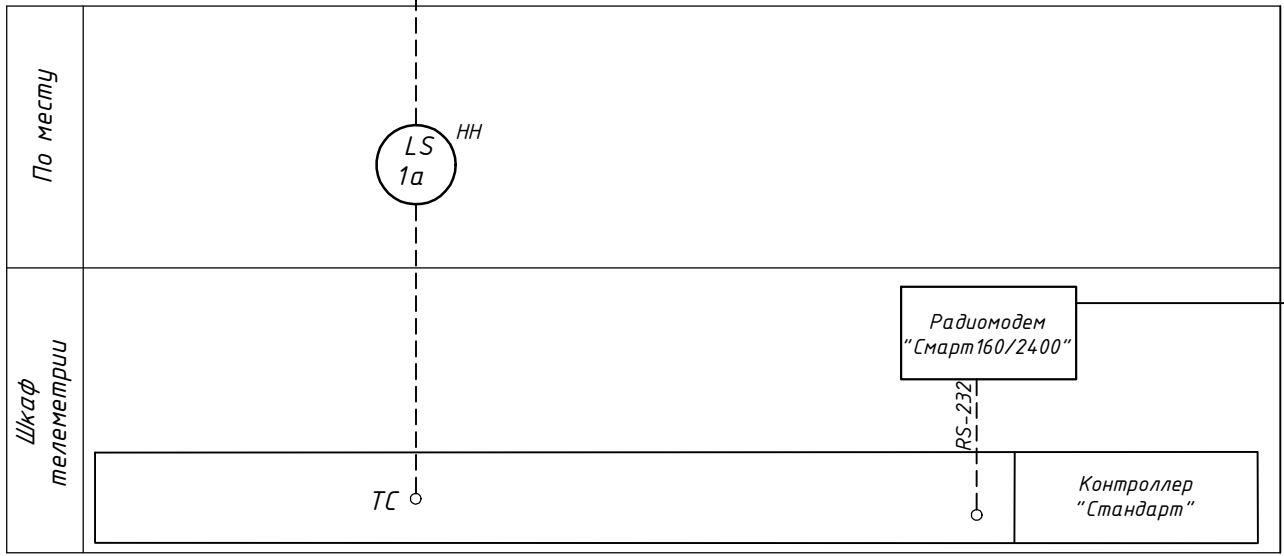 По месту
LS
1а
НН
Шкаф
телеметрии
Радиомодем
"Смарт160/2400"
RS-232
ТС
Контроллер
"Стандарт"